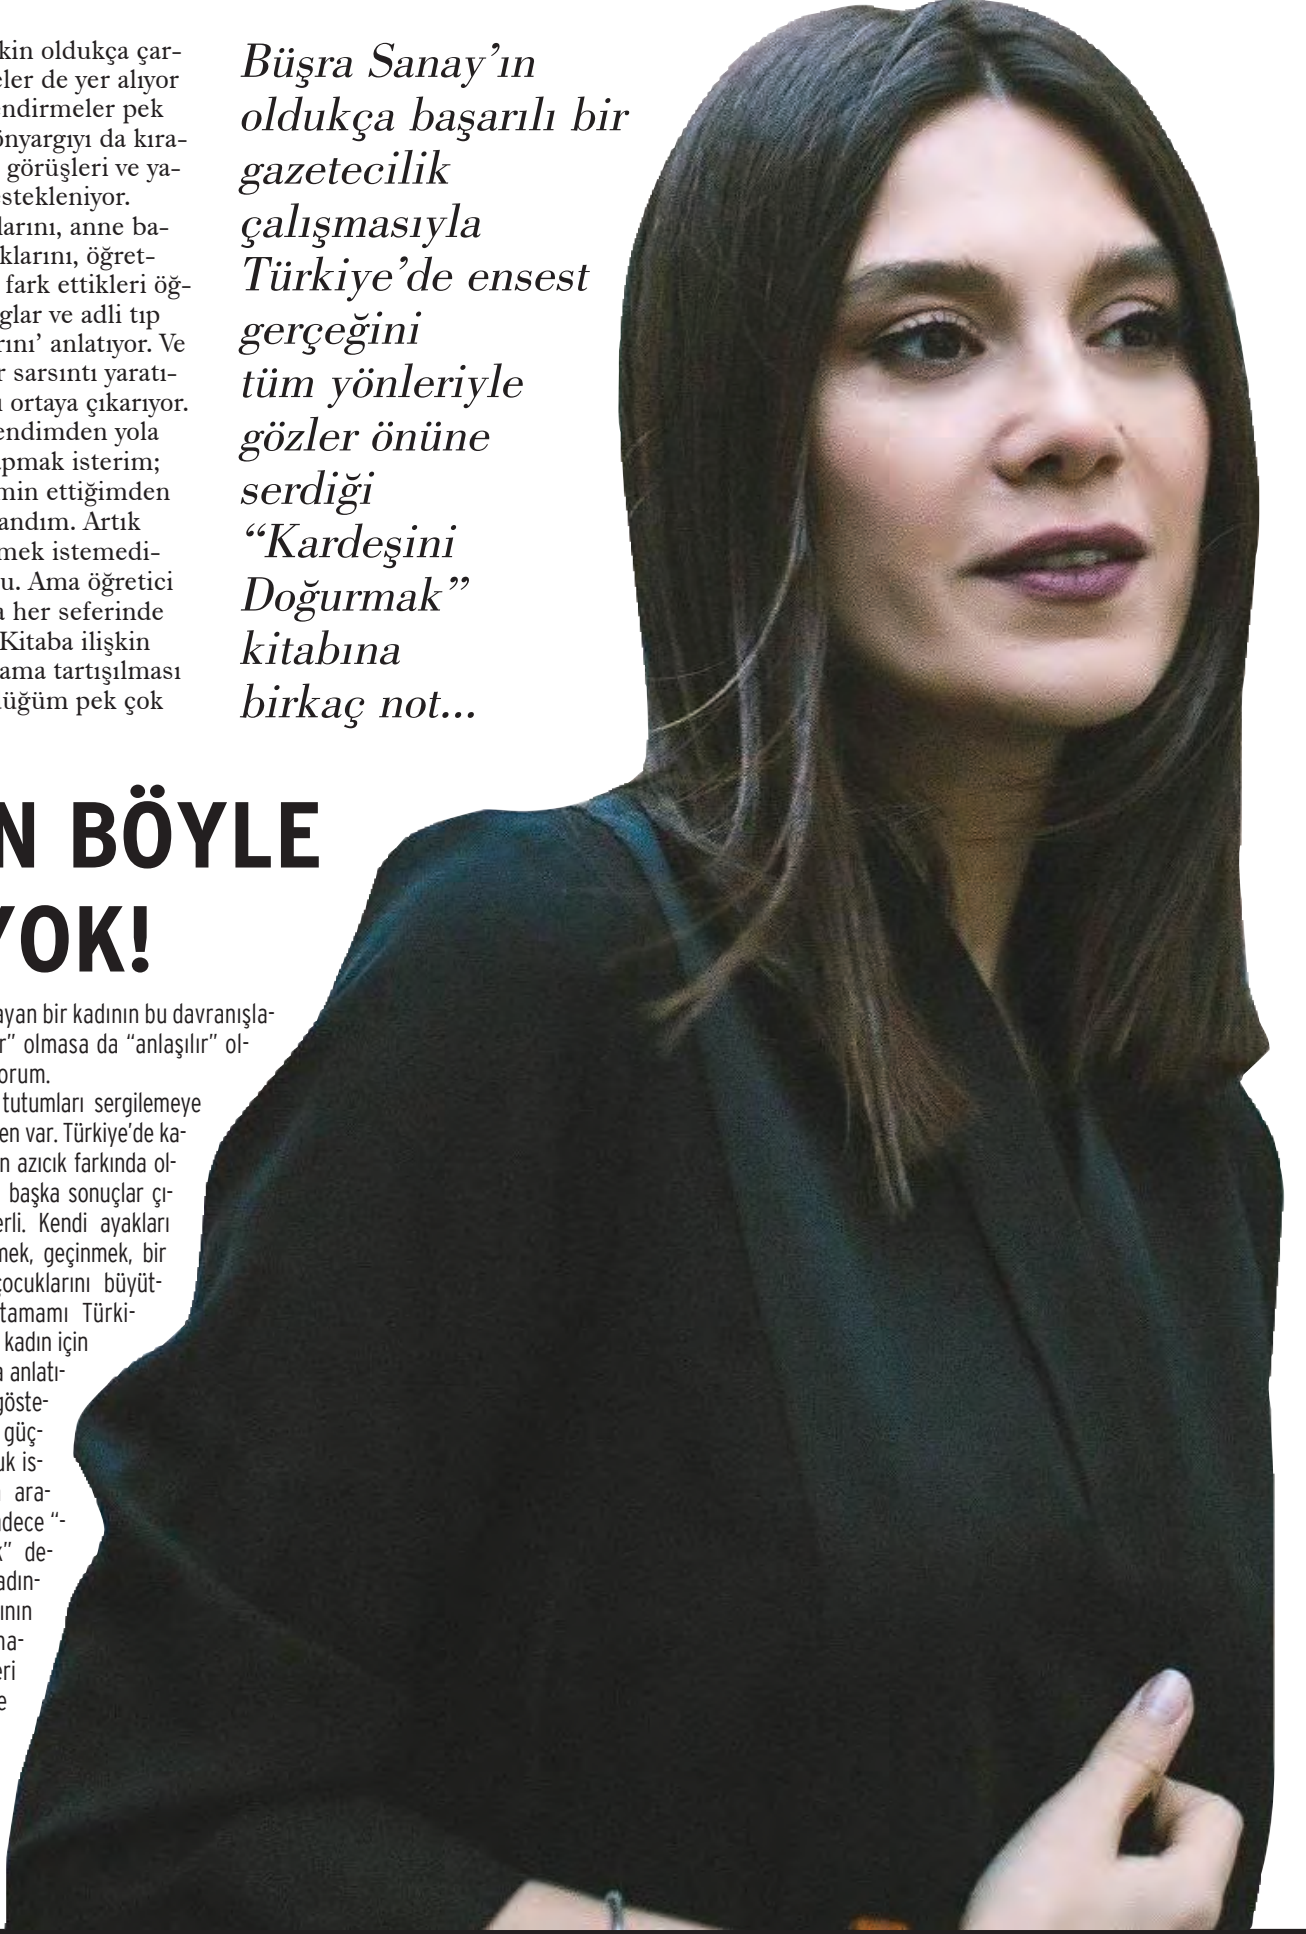 kin oldukça çar-
eler de yer alıyor
endirmeler pek
önyargıyı da kıra-
görüşleri ve ya-
estekleniyor.
larını, anne ba-
klarını, öğret-
fark ettikleri öğ-
glar ve adli tıp
rını’ anlatıyor. Ve
r sarsıntı yaratı-
ı ortaya çıkarıyor.
endimden yola
apmak isterim;
min ettiğimden
andım. Artık
mek istemedi-
u. Ama öğretici
a her seferinde
Kitaba ilişkin
ama tartışılması
düğüm pek çok
Büşra Sanay’ın
oldukça başarılı bir
gazetecilik
çalışmasıyla
Türkiye’de ensest
gerçeğini
tüm yönleriyle
gözler önüne
serdiği
“Kardeşini
Doğurmak”
kitabına
birkaç not...
N BÖYLE
YOK!
ayan bir kadının bu davranışla-
r” olmasa da “anlaşılır” ol-
orum.
tutumları sergilemeye
en var. Türkiye’de ka-
n azıcık farkında ol-
başka sonuçlar çı-
erli. Kendi ayakları
mek, geçinmek, bir
çocuklarını büyüt-
tamamı Türki-
kadın için
a anlatı-
göste-
güç-
uk is-
ara-
adece “-
k” de-
adın-
ının
ma-
eri
e